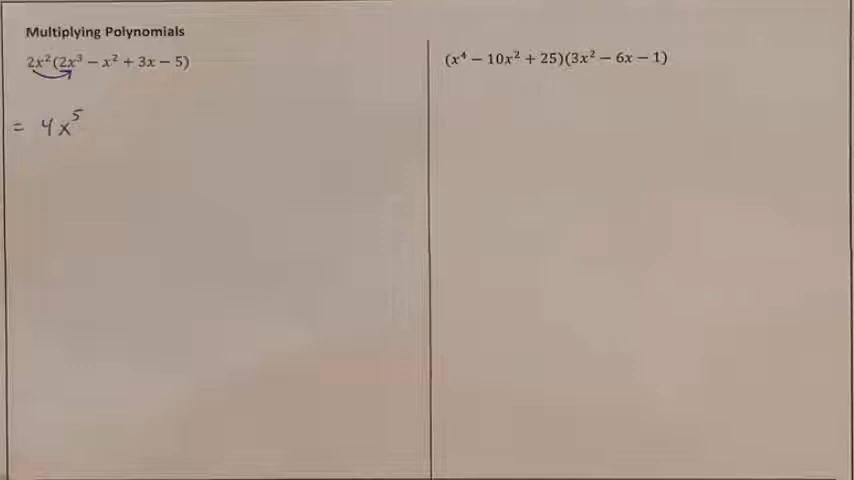 Multiplying Polynomials
2x²(2x³ − x² + 3x − 5)
= 4x⁵
(x⁴ − 10x² + 25)(3x² − 6x − 1)